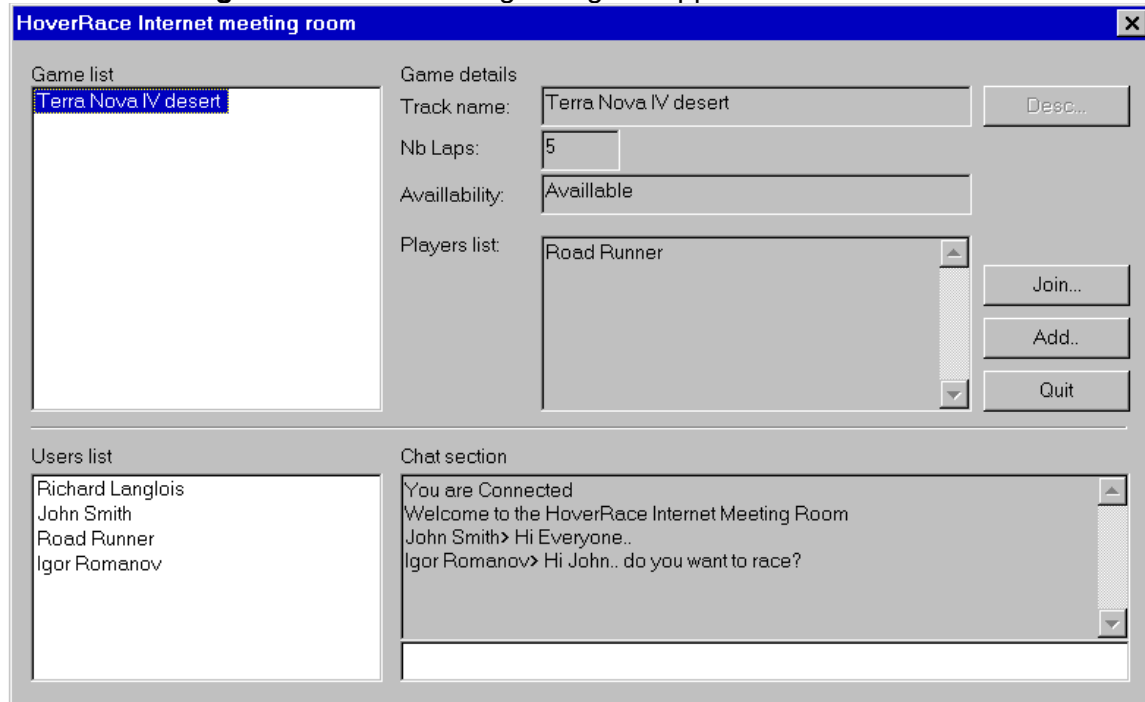 HoverRace Internet meeting room
Game list
Terra Nova IV desert
Game details
Track name: Terra Nova IV desert Desc...
Nb Laps: 5
Availlability: Availlable
Players list: Road Runner
Join...
Add..
Quit
Users list
Richard Langlois
John Smith
Road Runner
Igor Romanov
Chat section
You are Connected
Welcome to the HoverRace Internet Meeting Room
John Smith> Hi Everyone..
Igor Romanov> Hi John.. do you want to race?